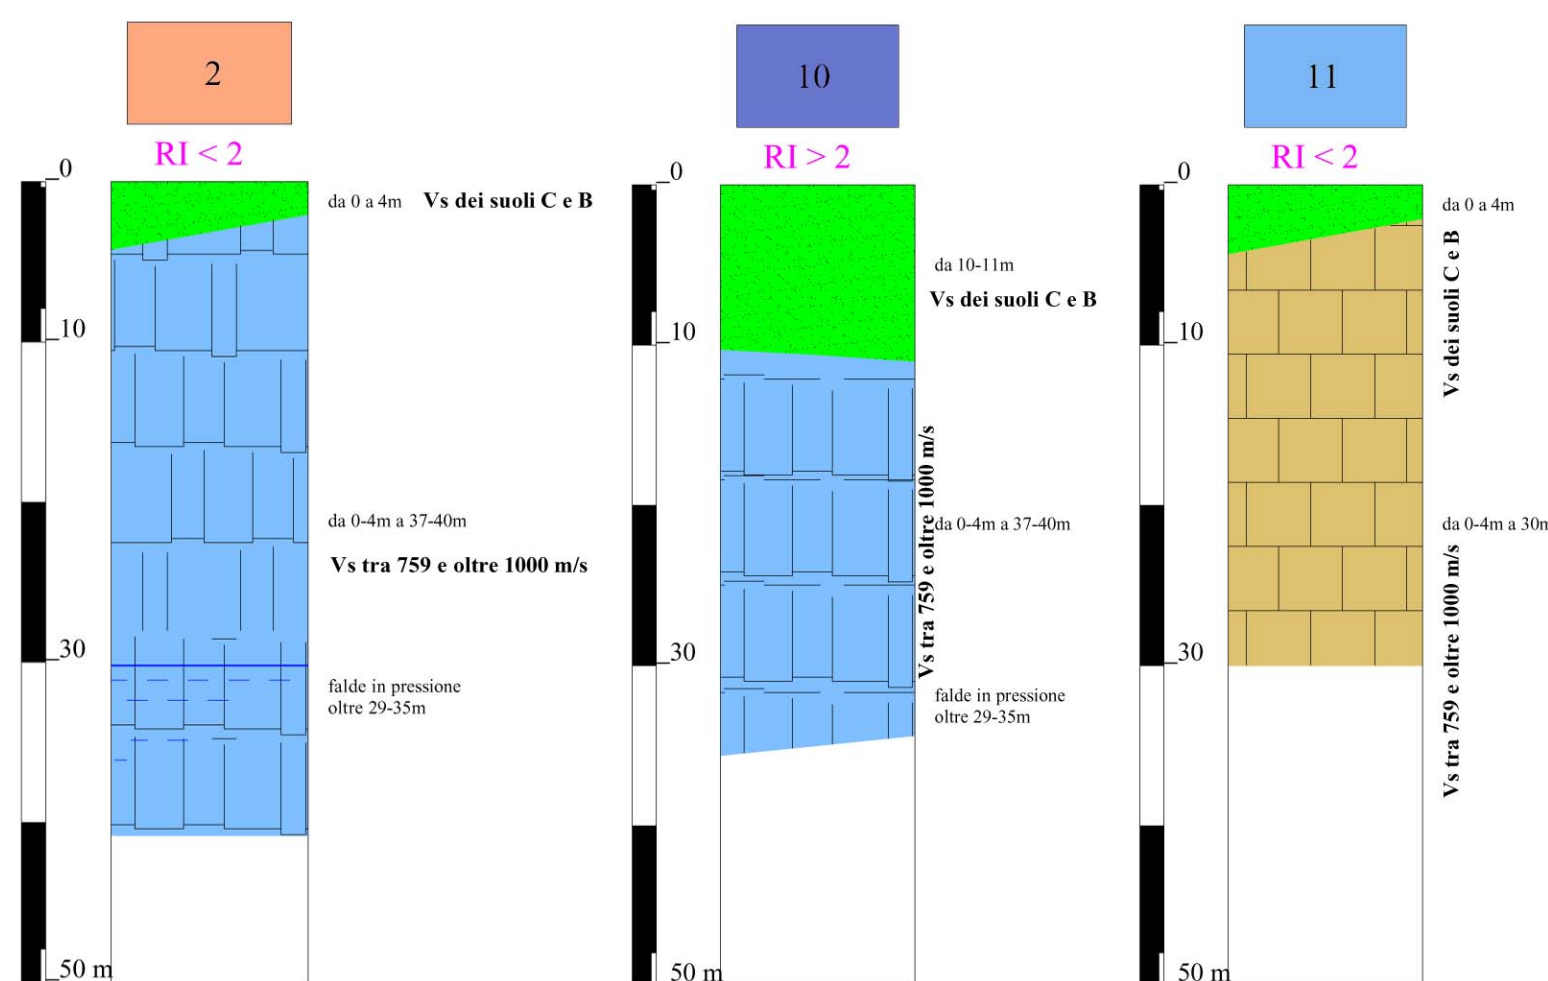 2
RI < 2
0
10
30
50 m
da 0 a 4m
Vs dei suoli C e B
da 0-4m a 37-40m
Vs tra 759 e oltre 1000 m/s
falde in pressione
oltre 29-35m
10
RI > 2
0
10
30
50 m
da 10-11m
Vs dei suoli C e B
da 0-4m a 37-40m
Vs tra 759 e oltre 1000 m/s
falde in pressione
oltre 29-35m
11
RI < 2
0
10
30
50 m
da 0 a 4m
Vs dei suoli C e B
da 0-4m a 30m
Vs tra 759 e oltre 1000 m/s